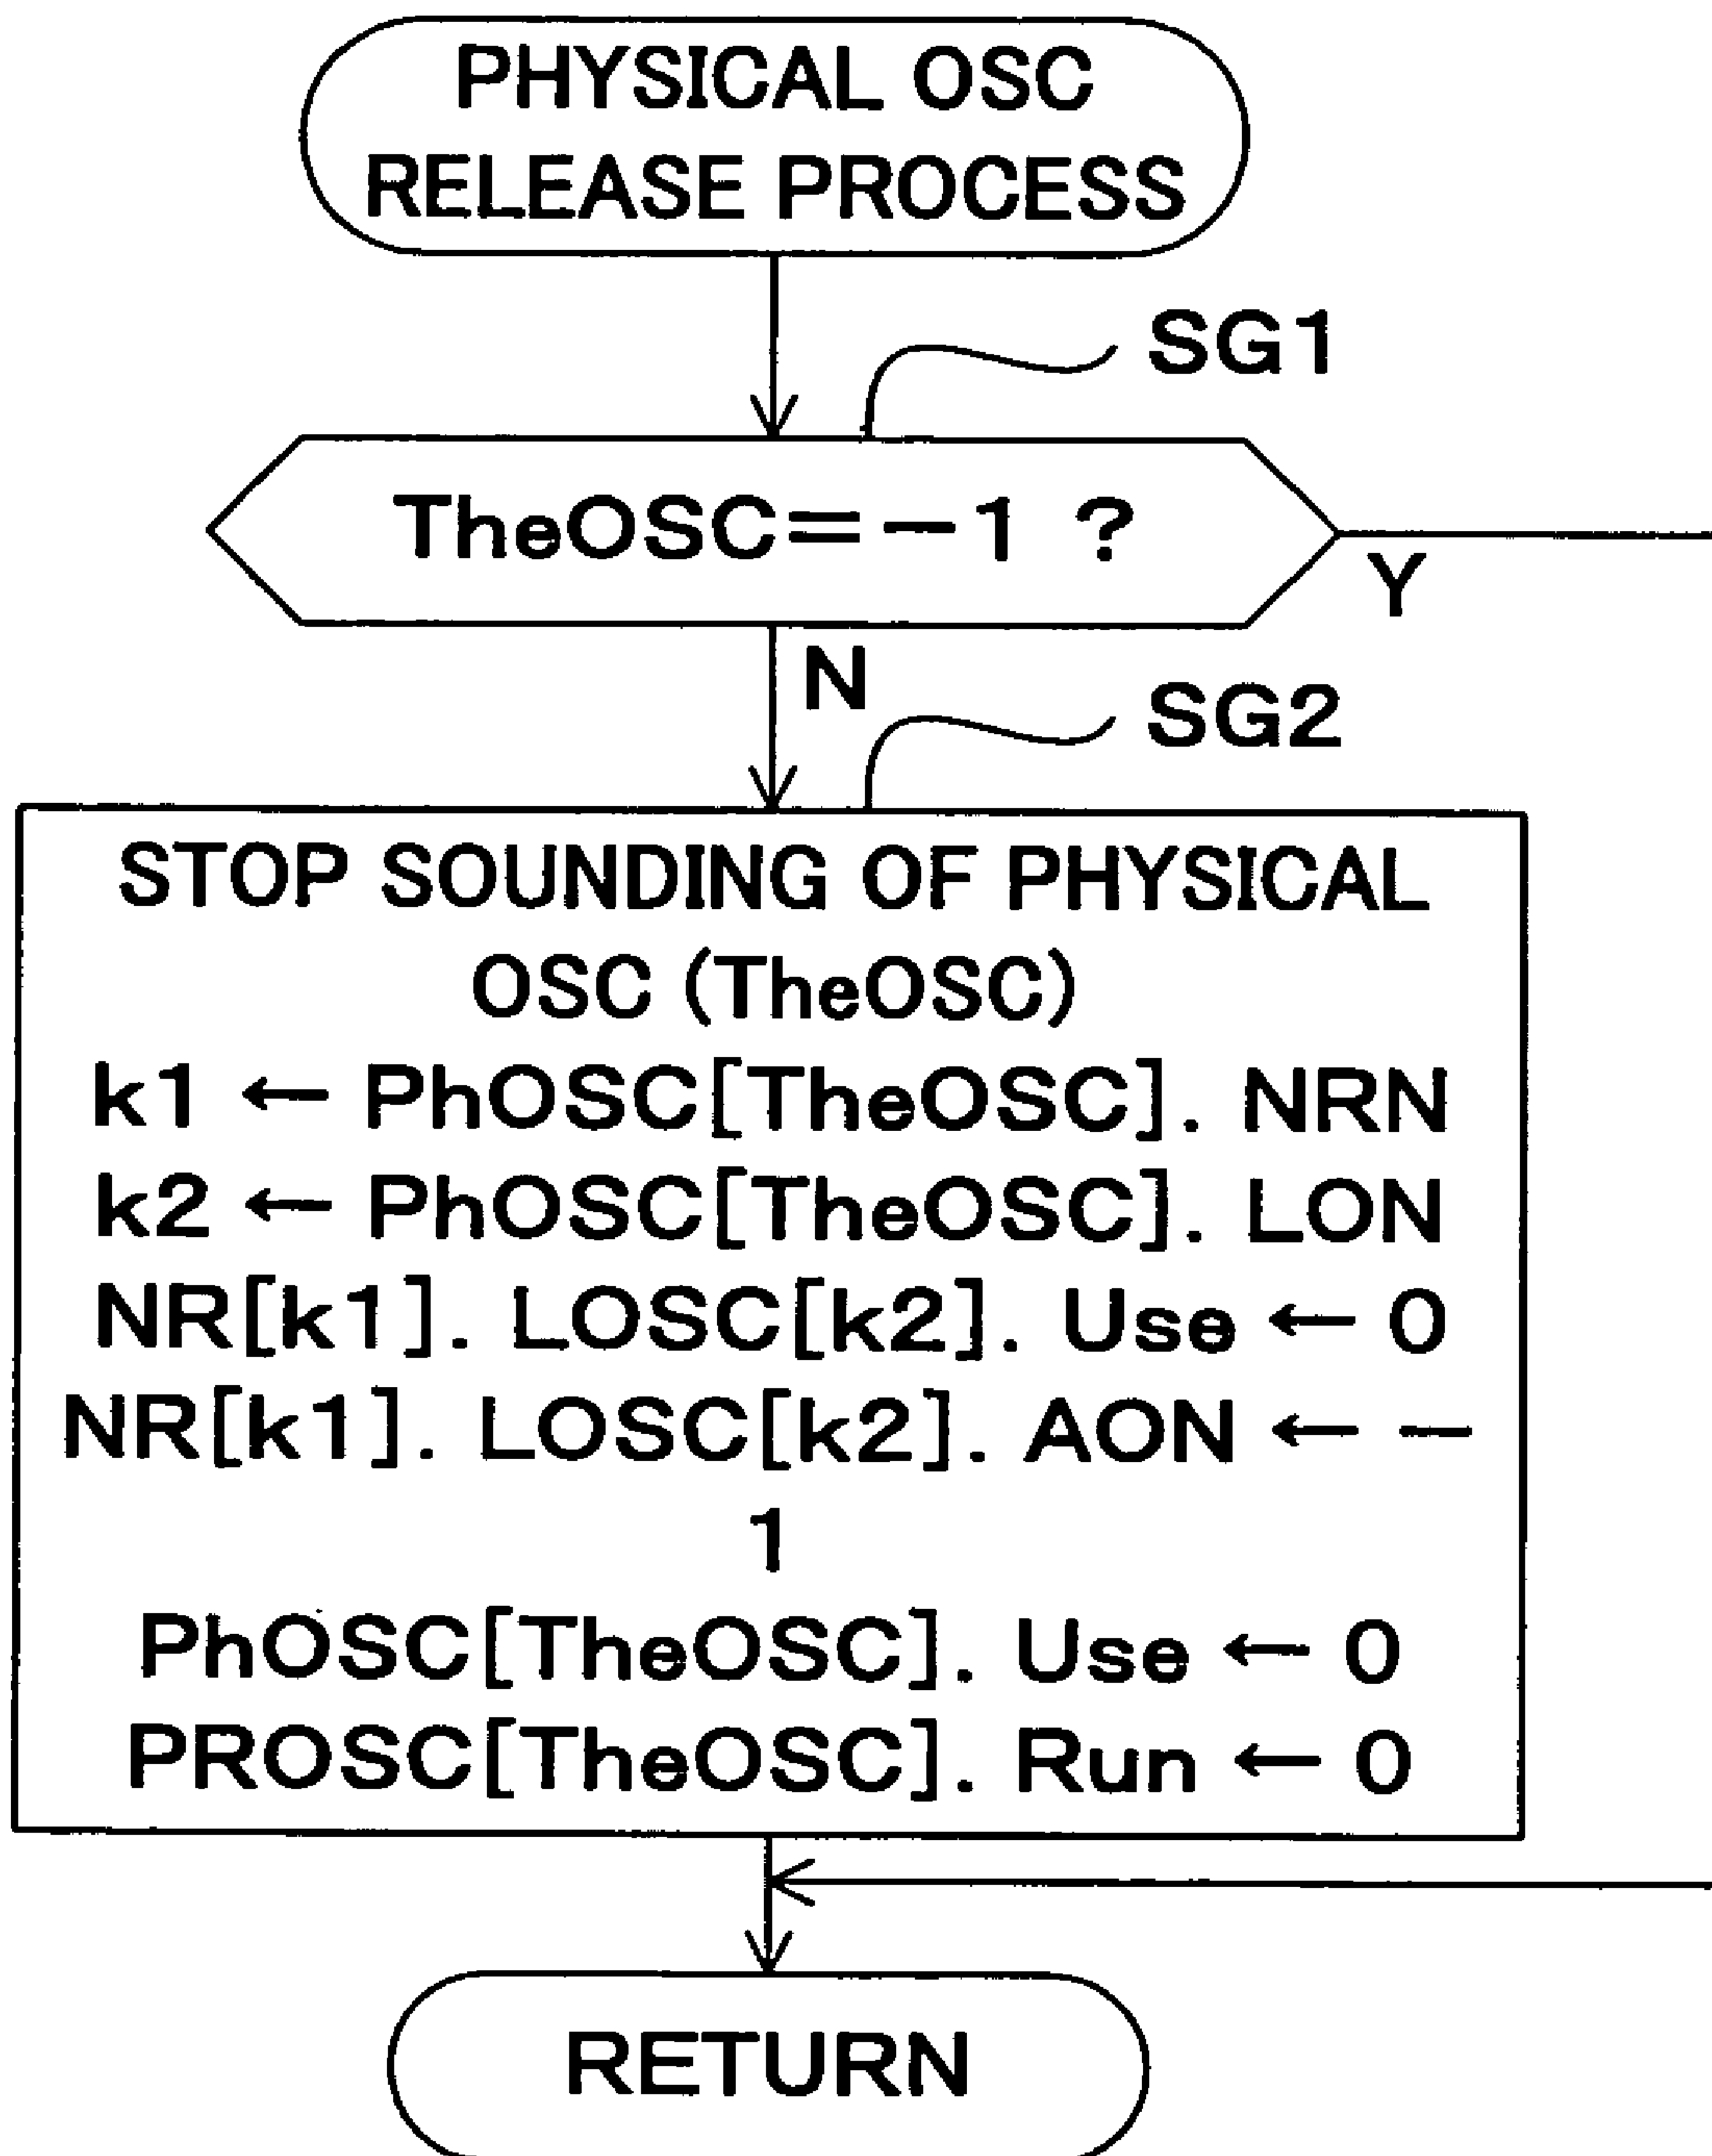 PHYSICAL OSC
RELEASE PROCESS
SG1
TheOSC=-1 ?
Y
N
SG2
STOP SOUNDING OF PHYSICAL
OSC (TheOSC)
k1 ← PhOSC[TheOSC]. NRN
k2 ← PhOSC[TheOSC]. LON
NR[k1]. LOSC[k2]. Use ← 0
NR[k1]. LOSC[k2]. AON ← −
1
PhOSC[TheOSC]. Use ← 0
PROSC[TheOSC]. Run ← 0
RETURN